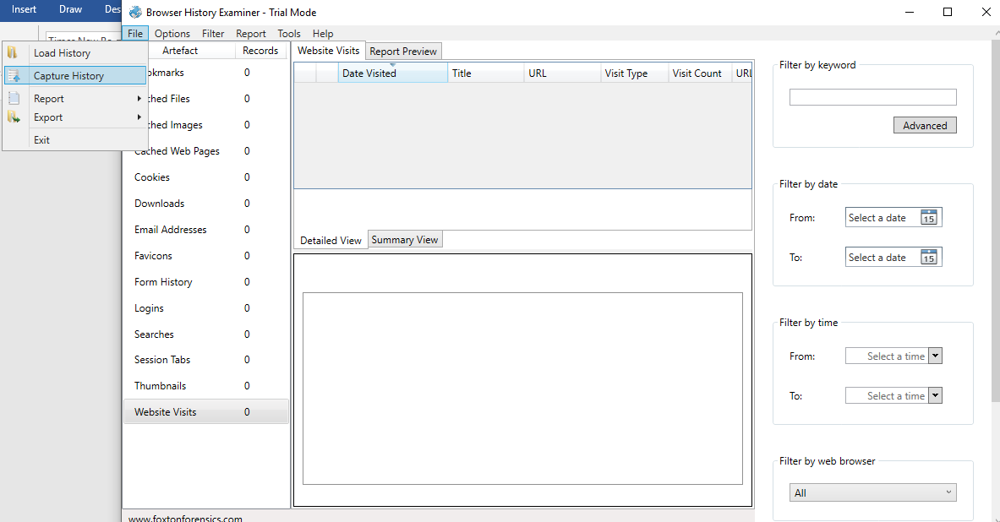 Insert Draw Des
Browser History Examiner - Trial Mode
File Options Filter Report Tools Help
Load History
Capture History
Report
Export
Exit
Artefact Records
okmarks 0
ched Files 0
ched Images 0
Cached Web Pages 0
Cookies 0
Downloads 0
Email Addresses 0
Favicons 0
Form History 0
Logins 0
Searches 0
Session Tabs 0
Thumbnails 0
Website Visits 0
www.foxtonforensics.com
Website Visits Report Preview
Date Visited Title URL Visit Type Visit Count URL
Detailed View Summary View
Filter by keyword
Advanced
Filter by date
From: Select a date 15
To: Select a date 15
Filter by time
From: Select a time
To: Select a time
Filter by web browser
All